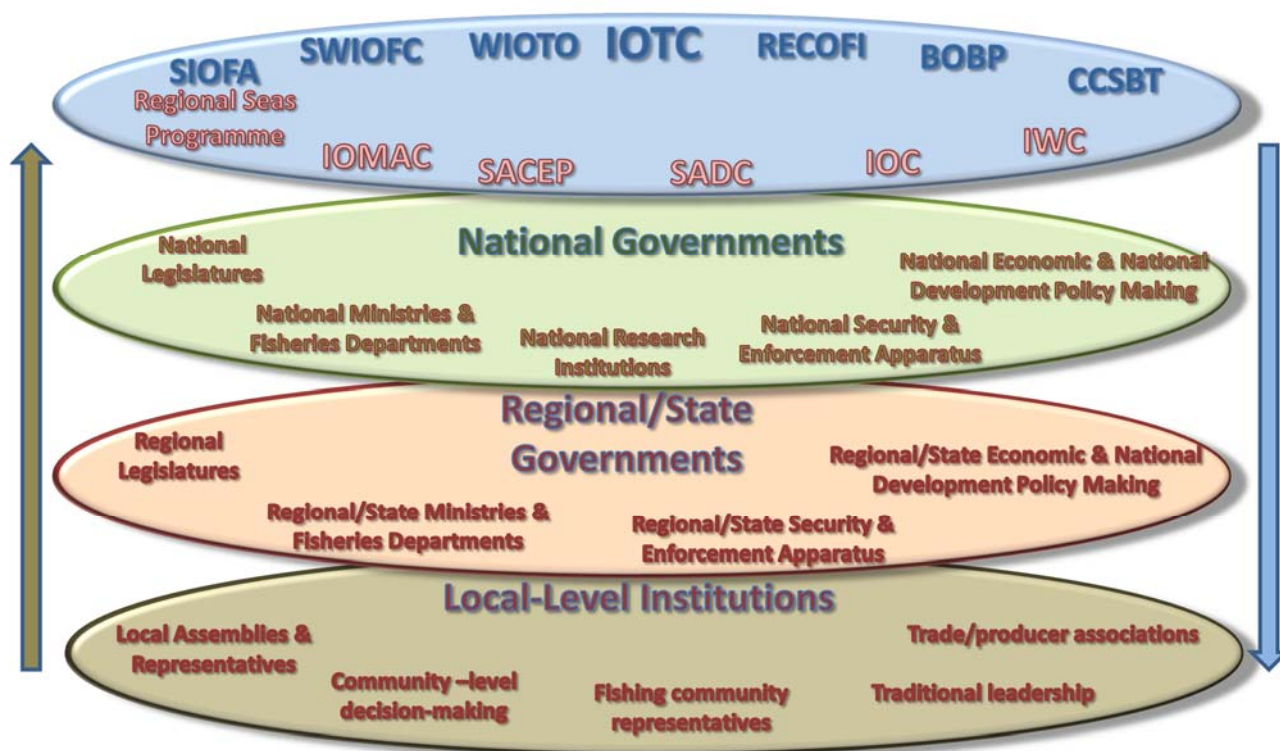 SIOFA
SWIOFC
WIOTO
IOTC
RECOFI
BOBP
CCSBT
Regional Seas
Programme
IOMAC
SACEP
SADC
IOC
IWC
National Governments
National
Legislatures
National Ministries &
Fisheries Departments
National Research
Institutions
National Security &
Enforcement Apparatus
National Economic & National
Development Policy Making
Regional/State
Governments
Regional
Legislatures
Regional/State Ministries &
Fisheries Departments
Regional/State Security &
Enforcement Apparatus
Regional/State Economic & National
Development Policy Making
Local-Level Institutions
Local Assemblies &
Representatives
Community –level
decision-making
Fishing community
representatives
Trade/producer associations
Traditional leadership